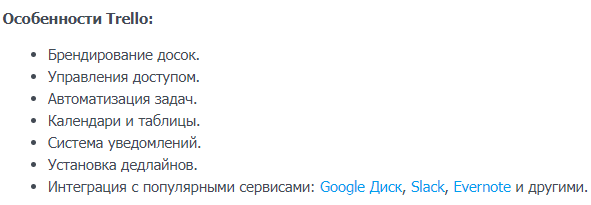 Особенности Trello:
Брендирование досок.
Управления доступом.
Автоматизация задач.
Календари и таблицы.
Система уведомлений.
Установка дедлайнов.
Интеграция с популярными сервисами: Google Диск, Slack, Evernote и другими.